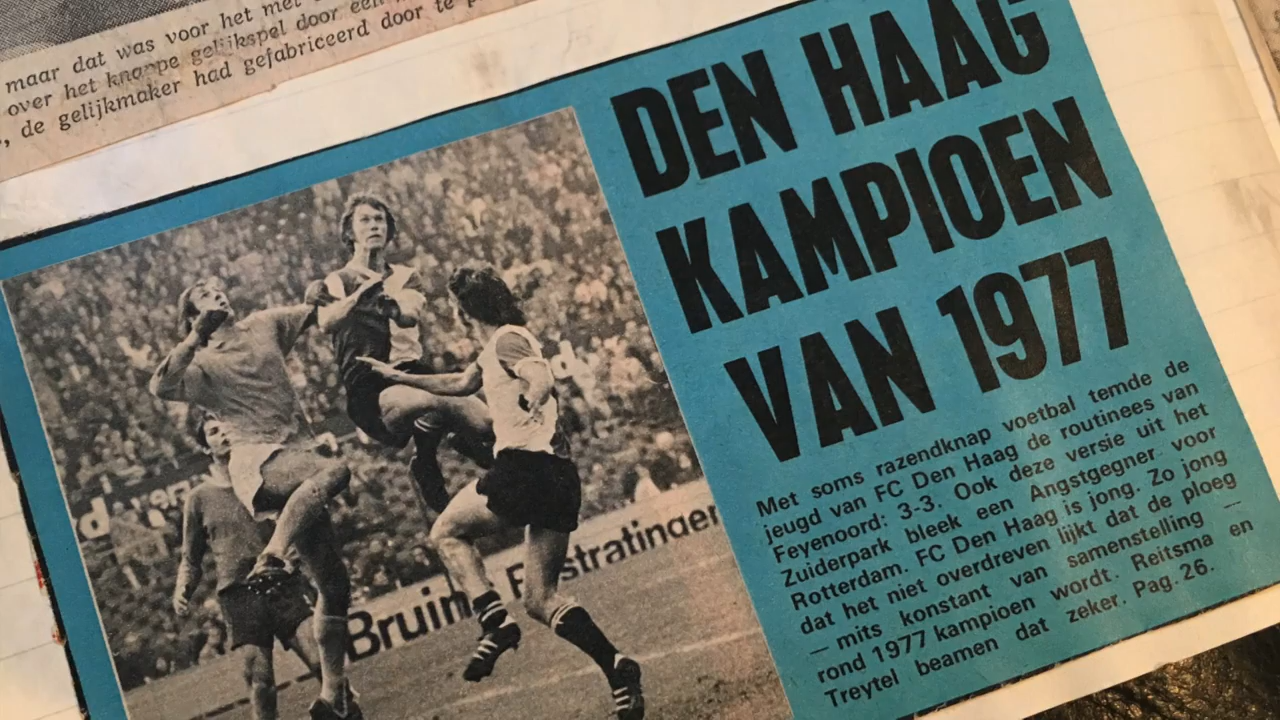 maar dat was voor het met
over het knappe gelijkspel door een
, de gelijkmaker had gefabriceerd door te
DEN HAAG
KAMPIOEN
VAN 1977
Met soms razendknap voetbal temde de
jeugd van FC Den Haag de routinees van
Feyenoord: 3-3. Ook deze versie uit het
Zuiderpark bleek een Angstgegner voor
Rotterdam. FC Den Haag is jong. Zo jong
dat het niet overdreven lijkt dat de ploeg
— mits konstant van samenstelling —
rond 1977 kampioen wordt. Reitsma en
Treytel beamen dat zeker. Pag. 26.
Bruin